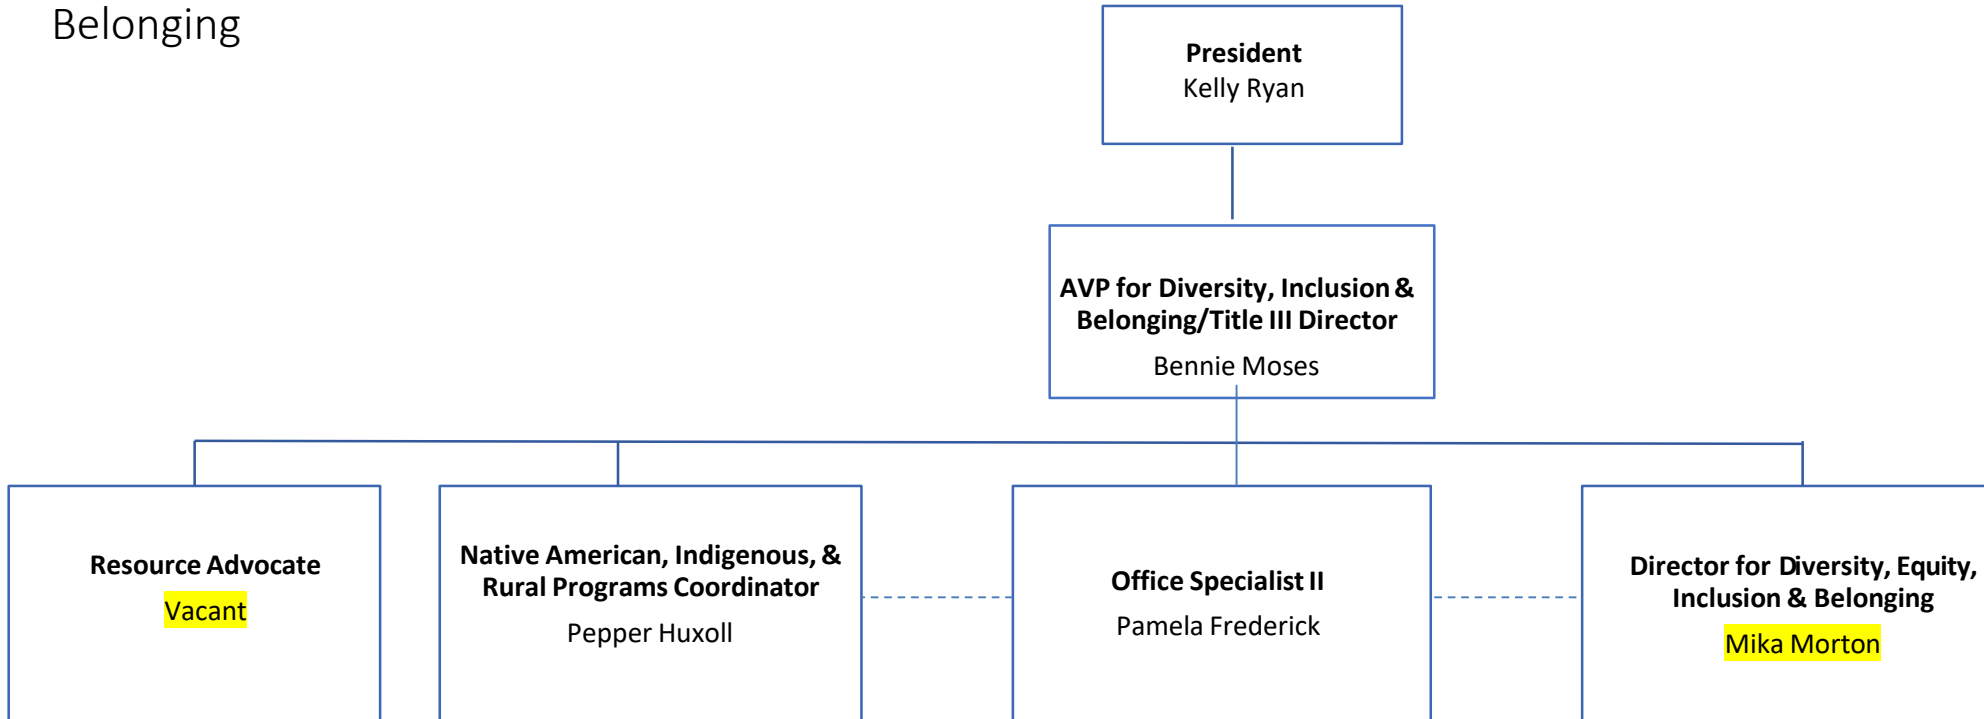 Belonging
President
Kelly Ryan
AVP for Diversity, Inclusion &
Belonging/Title III Director
Bennie Moses
Resource Advocate
Vacant
Native American, Indigenous, &
Rural Programs Coordinator
Pepper Huxoll
Office Specialist II
Pamela Frederick
Director for Diversity, Equity,
Inclusion & Belonging
Mika Morton